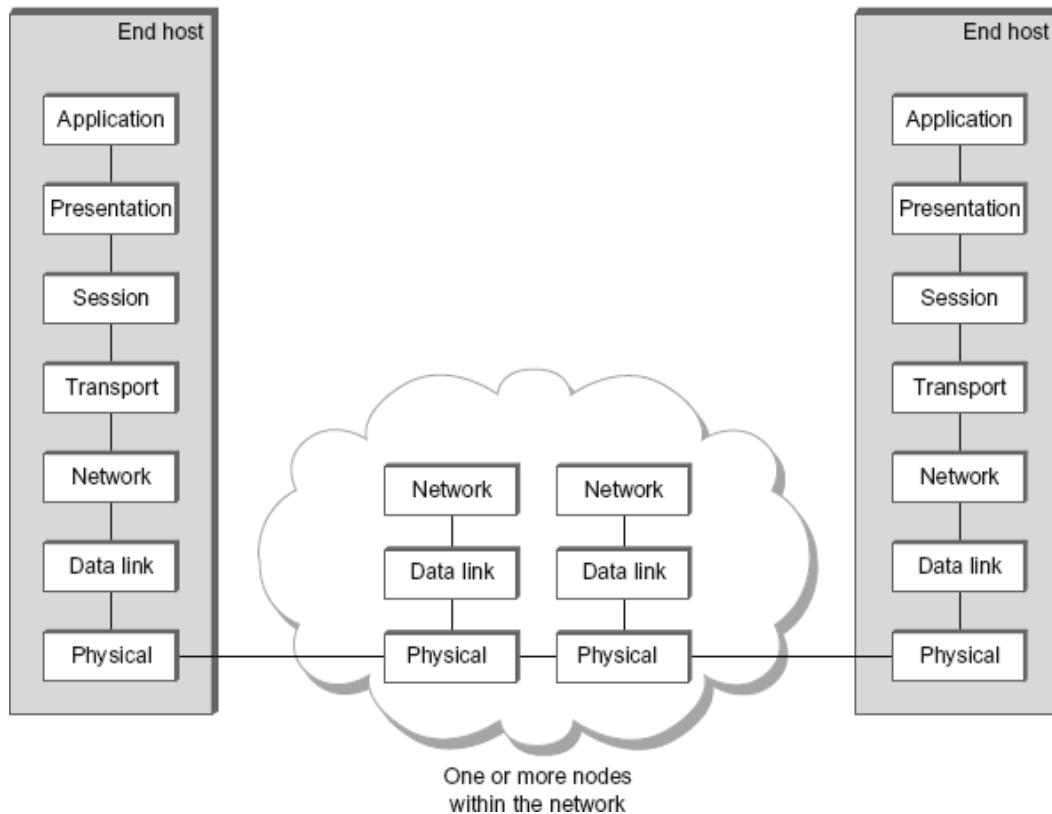 End host
Application
Presentation
Session
Transport
Network
Data link
Physical
Network
Data link
Physical
Network
Data link
Physical
One or more nodes
within the network
End host
Application
Presentation
Session
Transport
Network
Data link
Physical